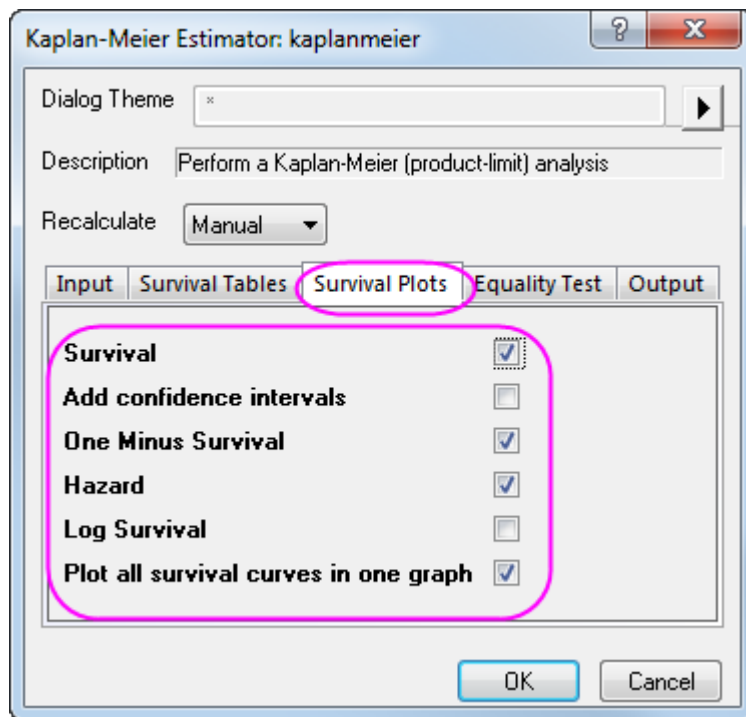 Kaplan-Meier Estimator: kaplanmeier
Dialog Theme *
Description Perform a Kaplan-Meier (product-limit) analysis
Recalculate Manual
Input Survival Tables Survival Plots Equality Test Output
Survival
Add confidence intervals
One Minus Survival
Hazard
Log Survival
Plot all survival curves in one graph
OK Cancel